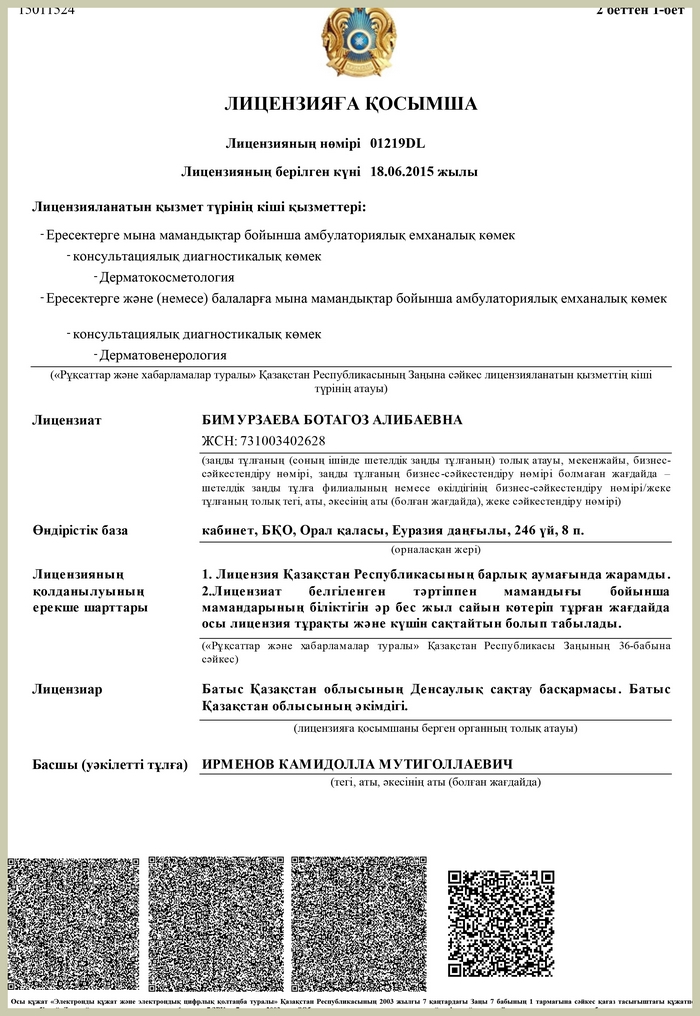 15011524
2 беттен 1-бет
ЛИЦЕНЗИЯҒА ҚОСЫМША
Лицензияның нөмірі 01219DL
Лицензияның берілген күні 18.06.2015 жылы
Лицензияланатын қызмет түрінің кіші қызметтері:
- Ересектерге мына мамандықтар бойынша амбулаториялық емханалық көмек
- консультациялық диагностикалық көмек
- Дерматокосметология
- Ересектерге және (немесе) балаларға мына мамандықтар бойынша амбулаториялық емханалық көмек
- консультациялық диагностикалық көмек
- Дерматовенерология
(«Рұқсаттар және хабарламалар туралы» Қазақстан Республикасының Заңына сәйкес лицензияланатын қызметтің кіші
түрінің атауы)
Лицензиат БИМУРЗАЕВА БОТАГОЗ АЛИБАЕВНА
ЖСН: 731003402628
(заңды тұлғаның (соның ішінде шетелдік заңды тұлғаның) толық атауы, мекенжайы, бизнес-
сәйкестендіру нөмірі, заңды тұлғаның бизнес-сәйкестендіру нөмірі болмаған жағдайда –
шетелдік заңды тұлға филиалының немесе өкілдігінің бизнес-сәйкестендіру нөмірі/жеке
тұлғаның толық тегі, аты, әкесінің аты (болған жағдайда), жеке сәйкестендіру нөмірі)
Өндірістік база кабинет, БҚО, Орал қаласы, Еуразия даңғылы, 246 үй, 8 п.
(орналасқан жері)
Лицензияның 1. Лицензия Қазақстан Республикасының барлық аумағында жарамды.
қолданылуының 2.Лицензиат белгіленген тәртіппен мамандығы бойынша
ерекше шарттары мамандарының біліктігін әр бес жыл сайын көтеріп тұрған жағдайда
осы лицензия тұрақты және күшін сақтайтын болып табылады.
(«Рұқсаттар және хабарламалар туралы» Қазақстан Республикасы Заңының 36-бабына
сәйкес)
Лицензиар Батыс Қазақстан облысының Денсаулық сақтау басқармасы. Батыс
Қазақстан облысының әкімдігі.
(лицензияға қосымшаны берген органның толық атауы)
Басшы (уәкілетті тұлға) ИРМЕНОВ КАМИДОЛЛА МУТИГОЛЛАЕВИЧ
(тегі, аты, әкесінің аты (болған жағдайда)
Осы құжат «Электронды құжат және электрондық цифрлық қолтаңба туралы» Қазақстан Республикасының 2003 жылғы 7 қаңтардағы Заңы 7 бабының 1 тармағына сәйкес қағаз тасығыштағы құжатпен